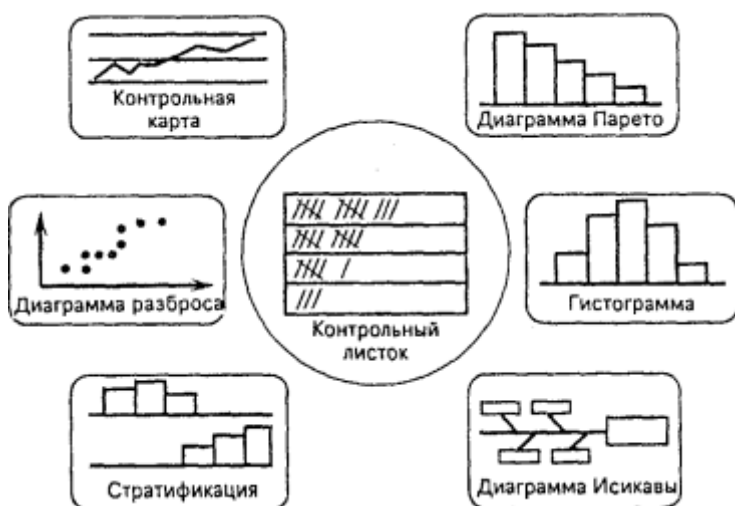 Контрольная
карта
Диаграмма Парето
Диаграмма разброса
Контрольный
листок
Гистограмма
Стратификация
Диаграмма Исикавы